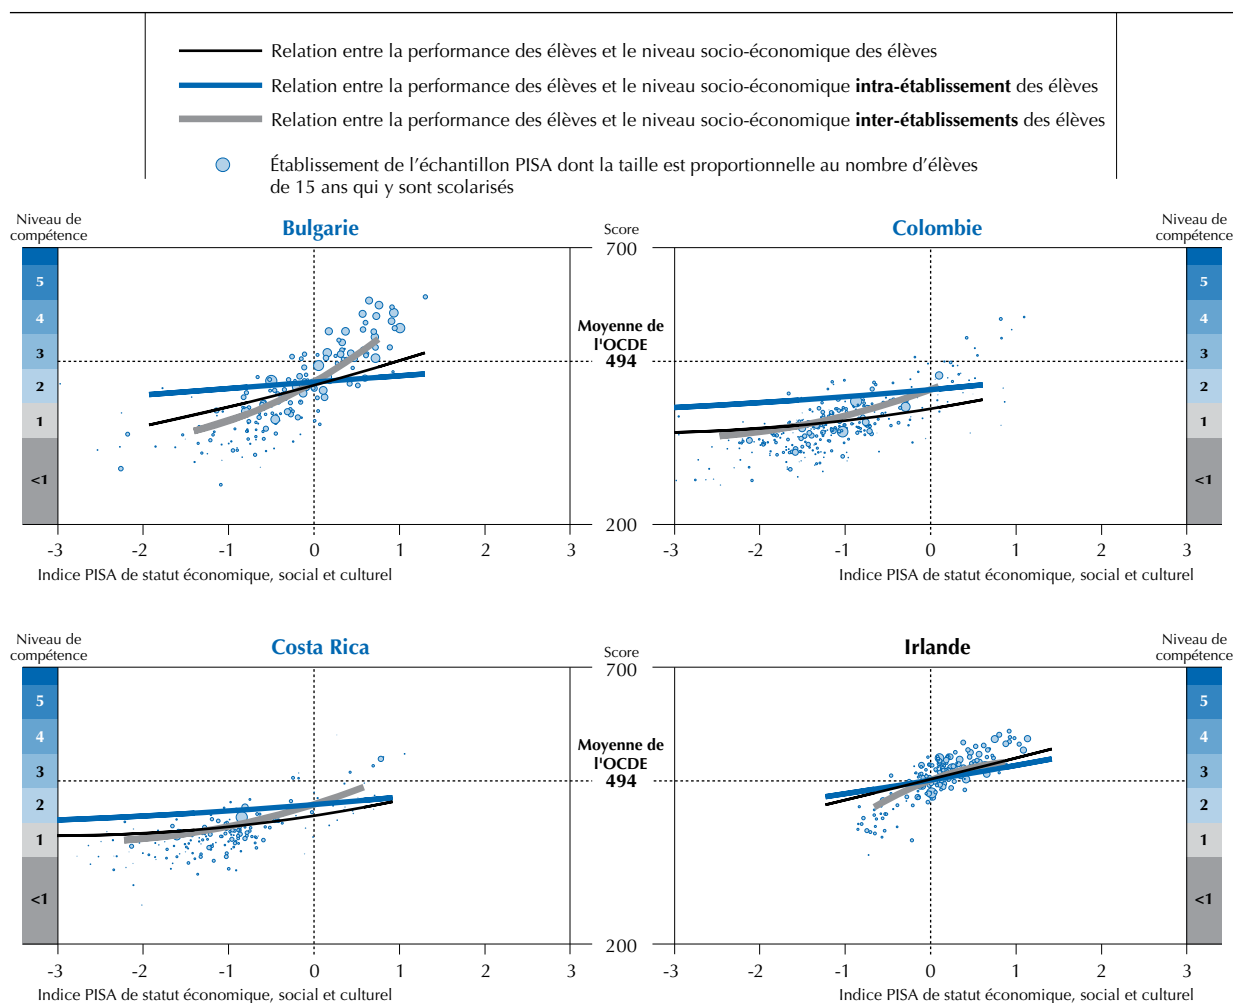 Relation entre la performance des élèves et le niveau socio-économique des élèves
Relation entre la performance des élèves et le niveau socio-économique intra-établissement des élèves
Relation entre la performance des élèves et le niveau socio-économique inter-établissements des élèves
Établissement de l'échantillon PISA dont la taille est proportionnelle au nombre d'élèves
de 15 ans qui y sont scolarisés
Niveau de
compétence
Bulgarie
Score
Colombie
Niveau de
compétence
700
5
4
3
2
1
<1
Moyenne de
l'OCDE
494
200
5
4
3
2
1
<1
-3 -2 -1 0 1 2 3
Indice PISA de statut économique, social et culturel
-3 -2 -1 0 1 2 3
Indice PISA de statut économique, social et culturel
Niveau de
compétence
Costa Rica
Score
Irlande
Niveau de
compétence
700
5
4
3
2
1
<1
Moyenne de
l'OCDE
494
200
5
4
3
2
1
<1
-3 -2 -1 0 1 2 3
Indice PISA de statut économique, social et culturel
-3 -2 -1 0 1 2 3
Indice PISA de statut économique, social et culturel